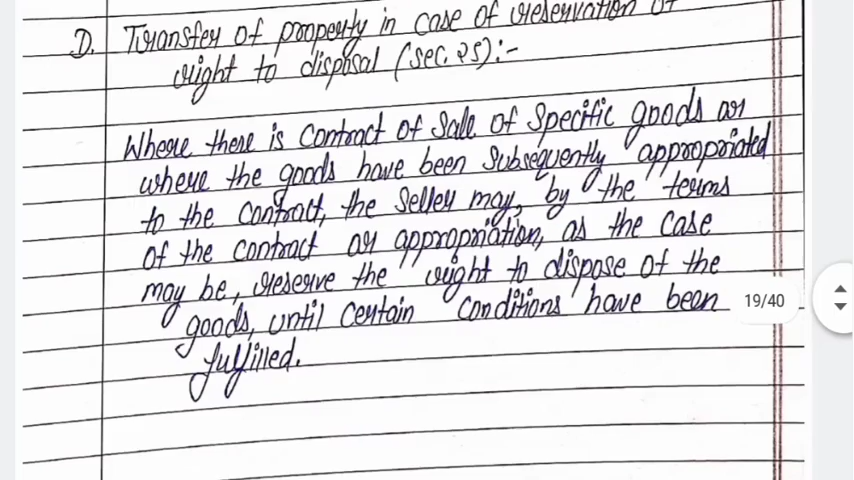 D. Transfer of property in case of reservation of
right to disposal (sec. 25):-
Where there is contract of sale of specific goods or
where the goods have been subsequently appropriated
to the contract, the seller may, by the terms
of the contract or appropriation, as the case
may be, reserve the right to dispose of the
goods, until certain conditions have been
fulfilled.
19/40